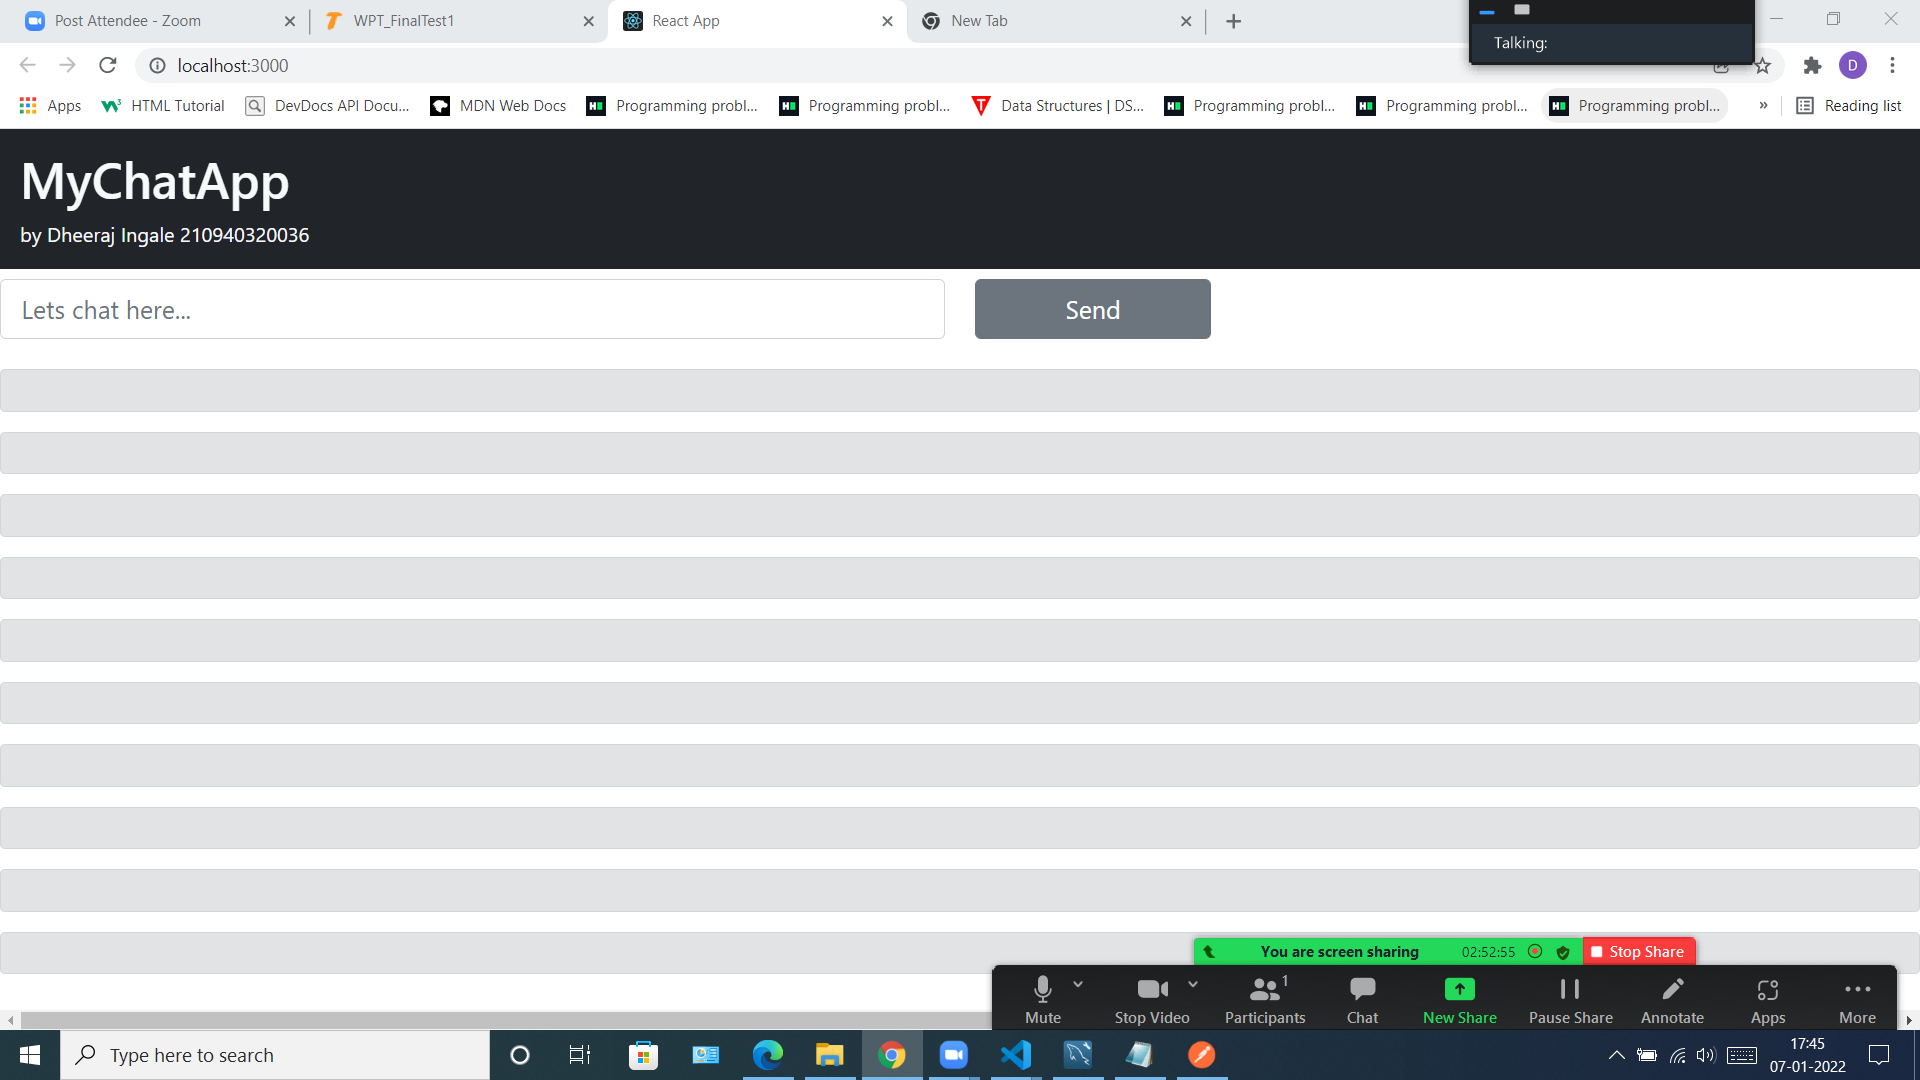 Post Attendee - Zoom
WPT_FinalTest1
React App
New Tab
Talking:
localhost:3000
D
Apps
HTML Tutorial
DevDocs API Docu...
MDN Web Docs
Programming probl...
Programming probl...
Data Structures | DS...
Programming probl...
Programming probl...
Programming probl...
»
Reading list
MyChatApp
by Dheeraj Ingale 210940320036
Lets chat here...
Send
You are screen sharing
02:52:55
Stop Share
Mute
Stop Video
1
Participants
Chat
New Share
Pause Share
Annotate
Apps
More
Type here to search
17:45
07-01-2022